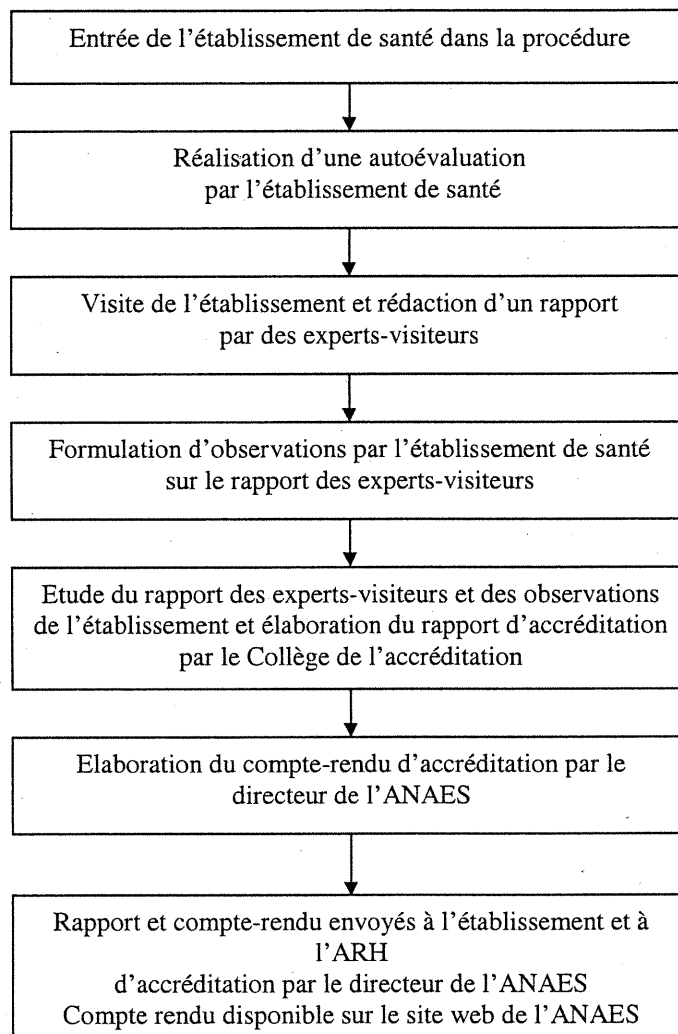 Entrée de l'établissement de santé dans la procédure
Réalisation d'une autoévaluation
par l'établissement de santé
Visite de l'établissement et rédaction d'un rapport
par des experts-visiteurs
Formulation d'observations par l'établissement de santé
sur le rapport des experts-visiteurs
Etude du rapport des experts-visiteurs et des observations
de l'établissement et élaboration du rapport d'accréditation
par le Collège de l'accréditation
Elaboration du compte-rendu d'accréditation par le
directeur de l'ANAES
Rapport et compte-rendu envoyés à l'établissement et à
l'ARH
d'accréditation par le directeur de l'ANAES
Compte rendu disponible sur le site web de l'ANAES